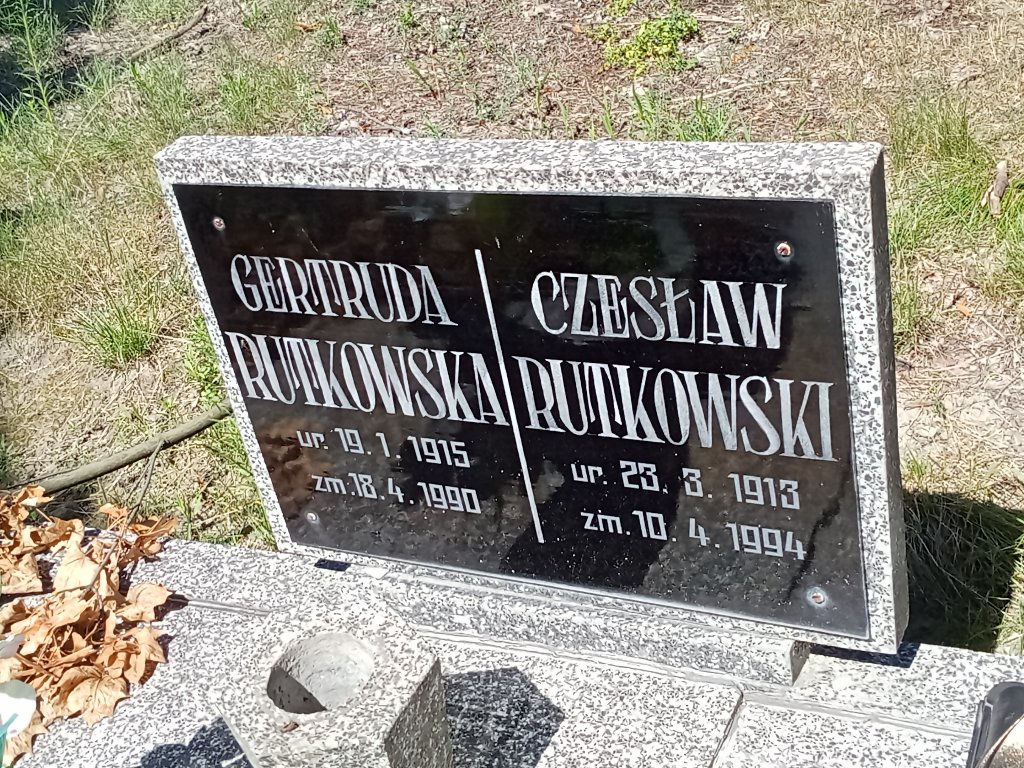 GERTRUDA
RUTKOWSKA
ur. 19. 1. 1915
zm. 18. 4. 1990
CZESŁAW
RUTKOWSKI
ur. 23. 3. 1913
zm. 10. 4. 1994